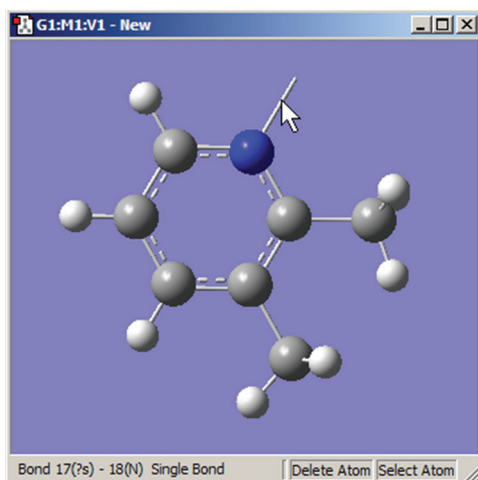 G1:M1:V1 - New
Bond 17(?s) - 18(N) Single Bond Delete Atom Select Atom